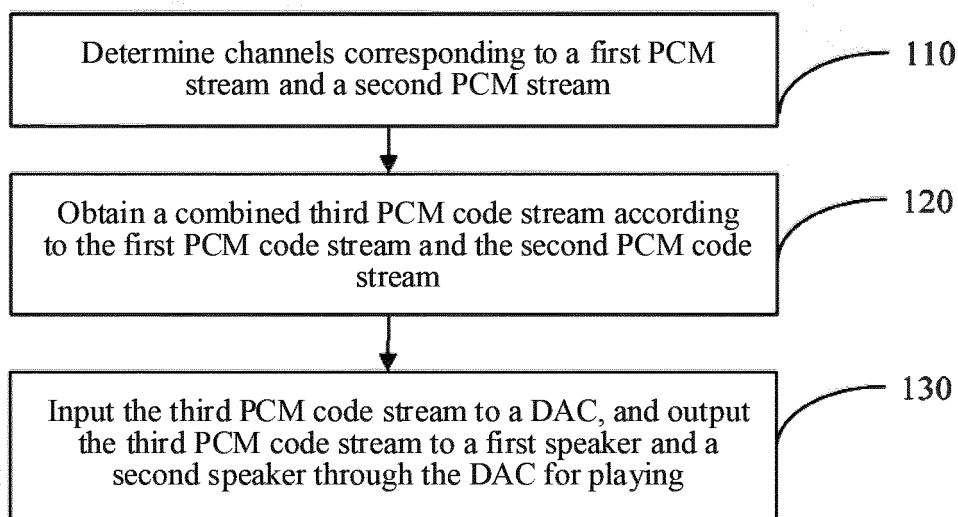 Determine channels corresponding to a first PCM
stream and a second PCM stream
110
Obtain a combined third PCM code stream according
to the first PCM code stream and the second PCM code
stream
120
Input the third PCM code stream to a DAC, and output
the third PCM code stream to a first speaker and a
second speaker through the DAC for playing
130